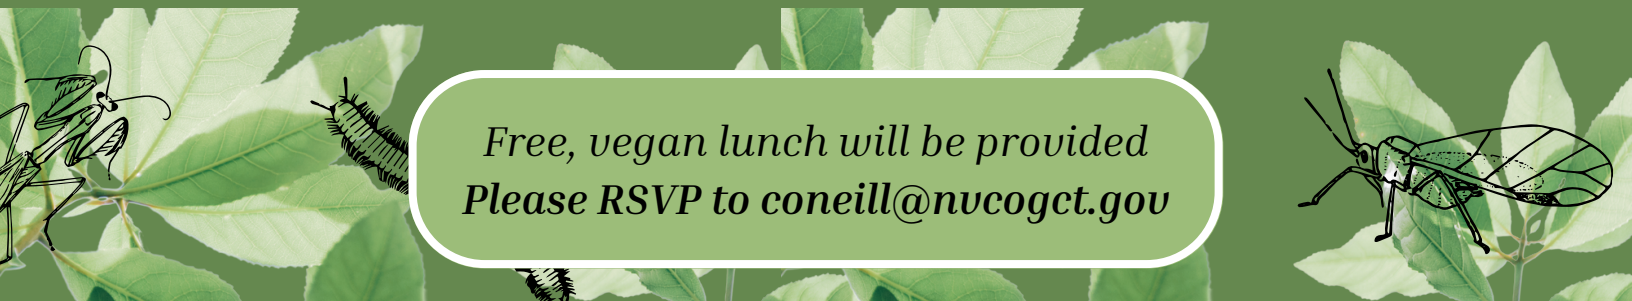 Free, vegan lunch will be provided
Please RSVP to coneill@nvcogct.gov